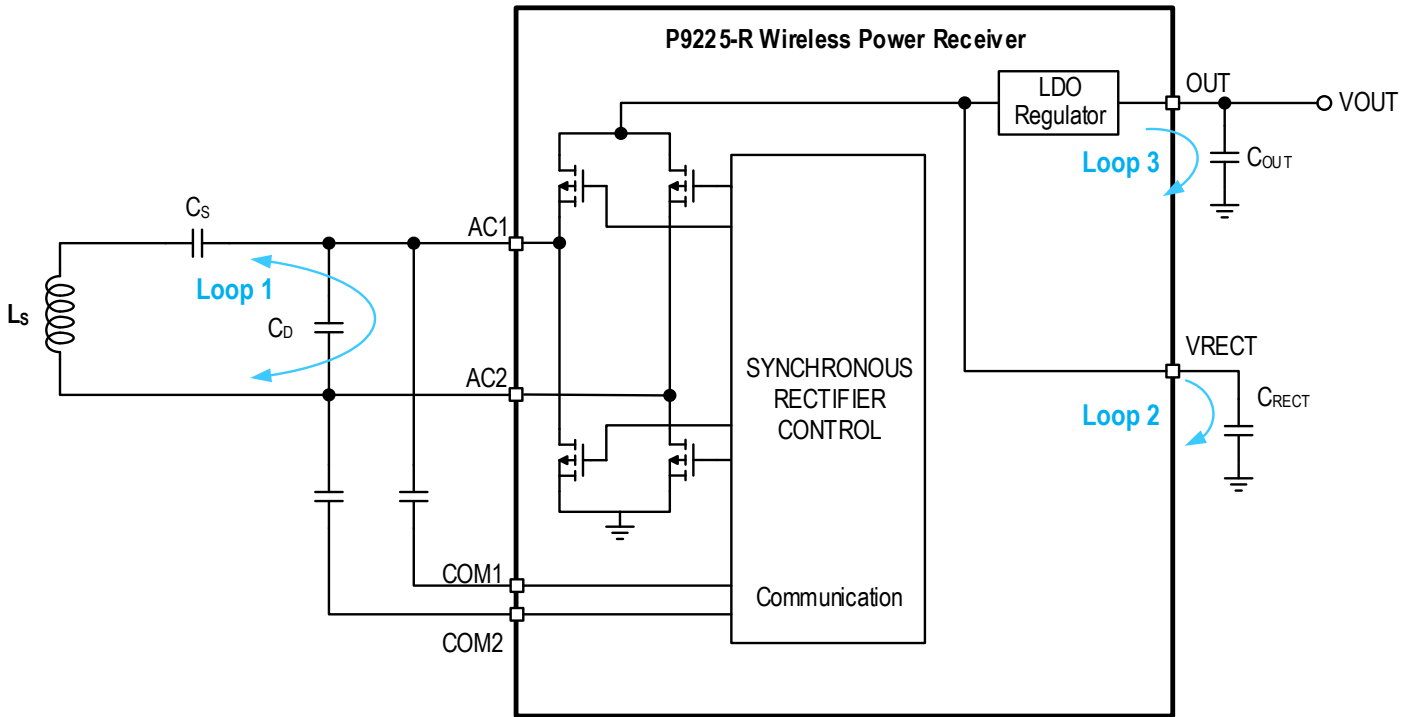 P9225-R Wireless Power Receiver
LDO
Regulator
OUT
VOUT
Loop 3
COUT
CS
AC1
Loop 1
LS
CD
AC2
SYNCHRONOUS
RECTIFIER
CONTROL
VRECT
CRECT
Loop 2
COM1
Communication
COM2